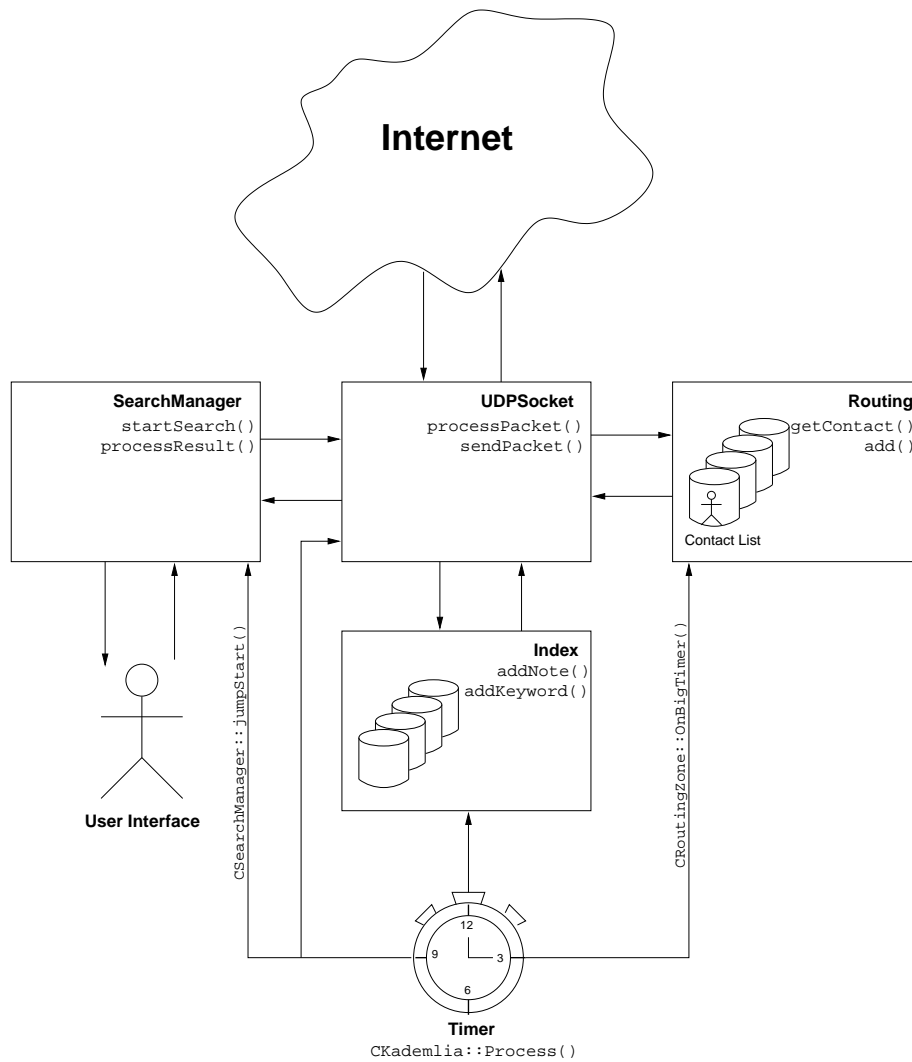 Internet
SearchManager
startSearch()
processResult()
UDPSocket
processPacket()
sendPacket()
Routing
getContact()
add()
Contact List
Index
addNote()
addKeyword()
User Interface
CSearchManager::jumpStart()
CRoutingZone::OnBigTimer()
12
9
3
6
Timer
CKademlia::Process()